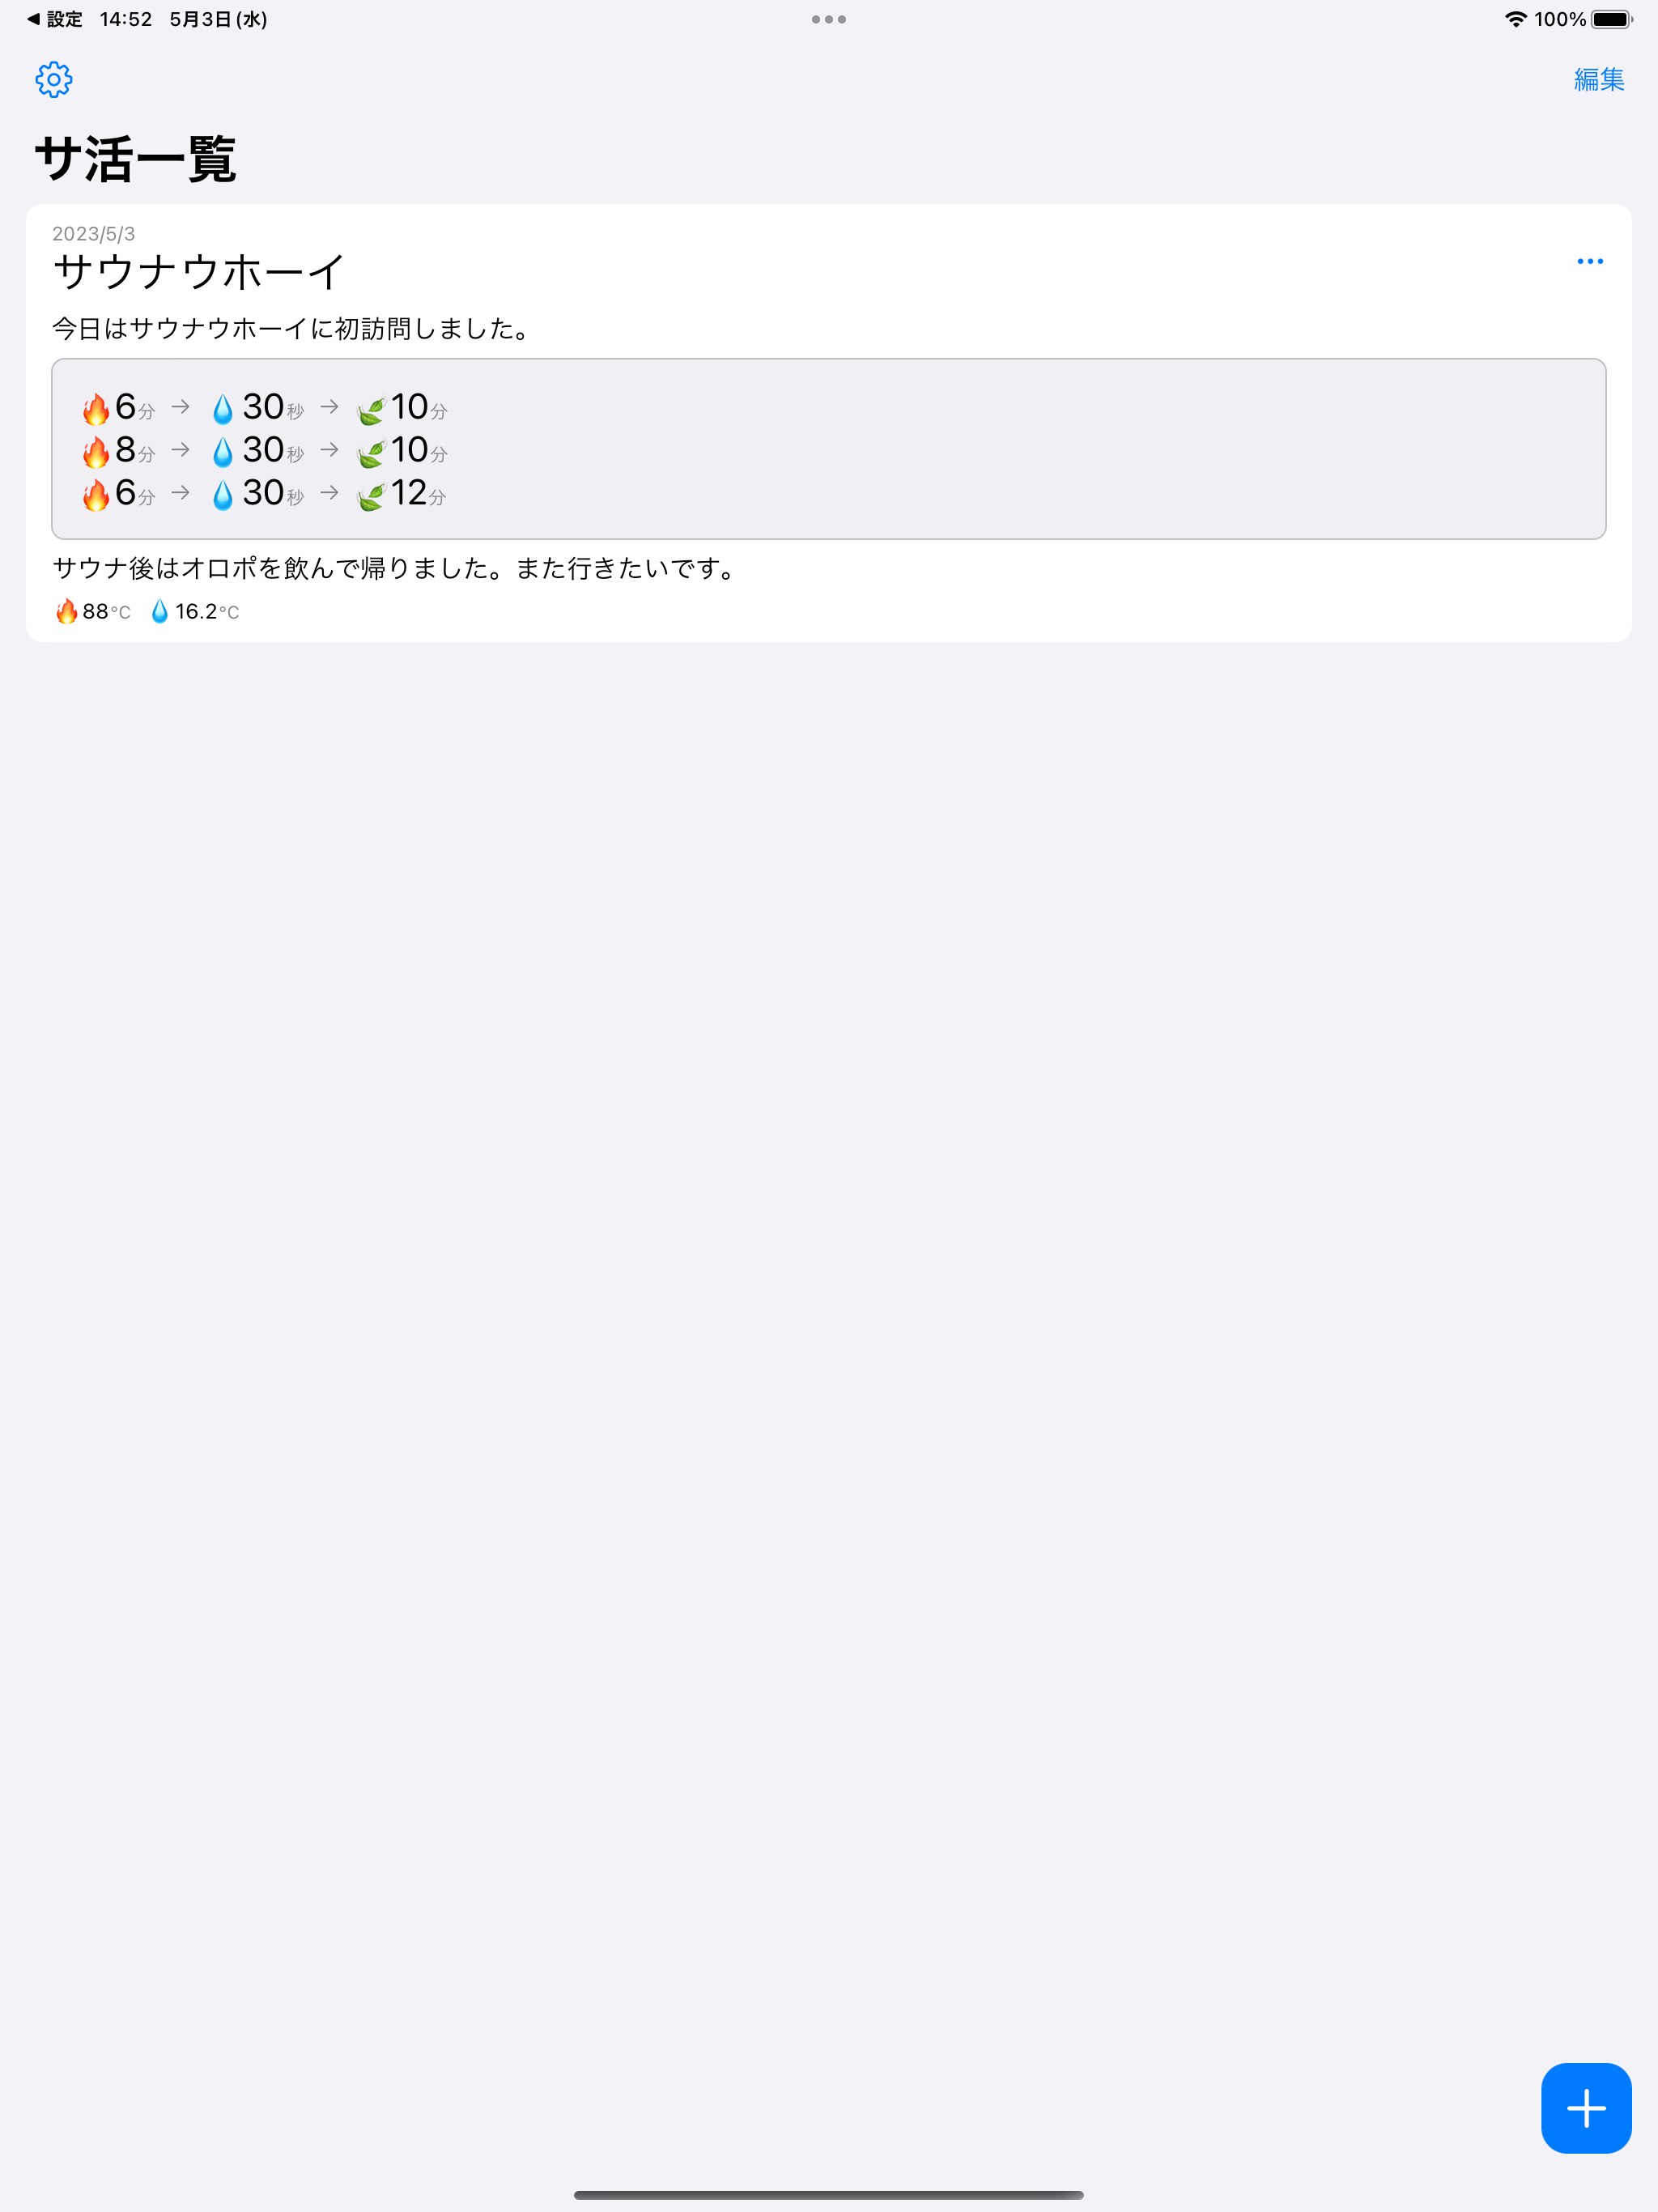 ◀ 設定 14:52 5月3日(水) 100%
編集
サ活一覧
2023/5/3
サウナウホーイ
今日はサウナウホーイに初訪問しました。
🔥6分 → 💧30秒 → 🍃10分
🔥8分 → 💧30秒 → 🍃10分
🔥6分 → 💧30秒 → 🍃12分
サウナ後はオロポを飲んで帰りました。また行きたいです。
🔥88°C 💧16.2°C